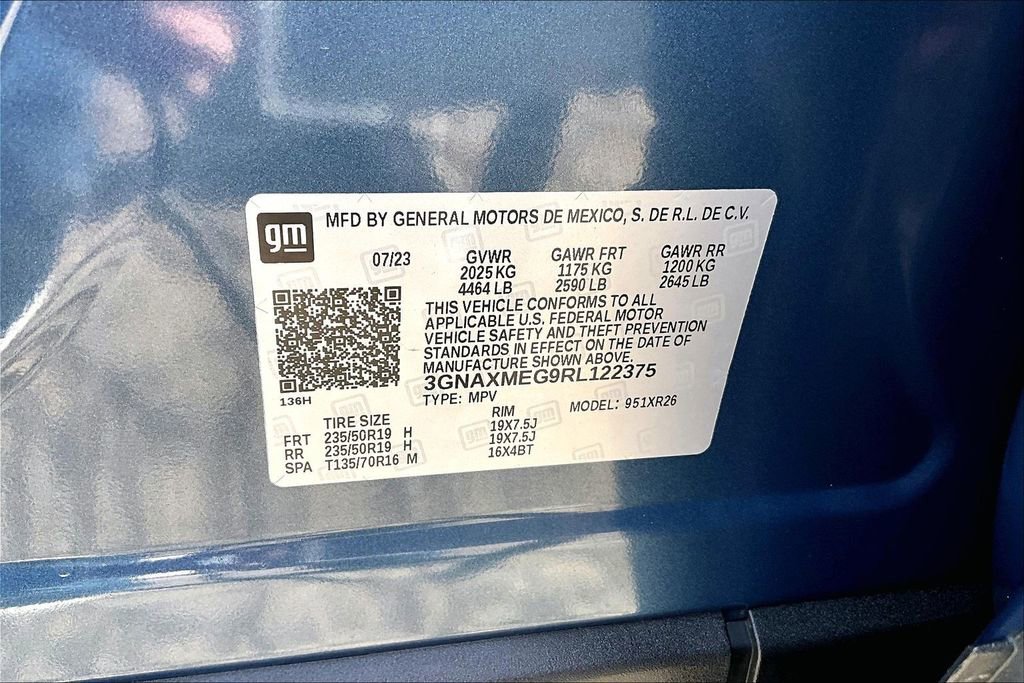 gm
MFD BY GENERAL MOTORS DE MEXICO, S. DE R.L. DE C.V.
07/23 GVWR GAWR FRT GAWR RR
2025 KG 1175 KG 1200 KG
4464 LB 2590 LB 2645 LB
THIS VEHICLE CONFORMS TO ALL
APPLICABLE U.S. FEDERAL MOTOR
VEHICLE SAFETY AND THEFT PREVENTION
STANDARDS IN EFFECT ON THE DATE OF
MANUFACTURE SHOWN ABOVE.
3GNAXMEG9RL122375
136H
TYPE: MPV MODEL: 951XR26
TIRE SIZE RIM
FRT 235/50R19 H 19X7.5J
RR 235/50R19 H 19X7.5J
SPA T135/70R16 M 16X4BT